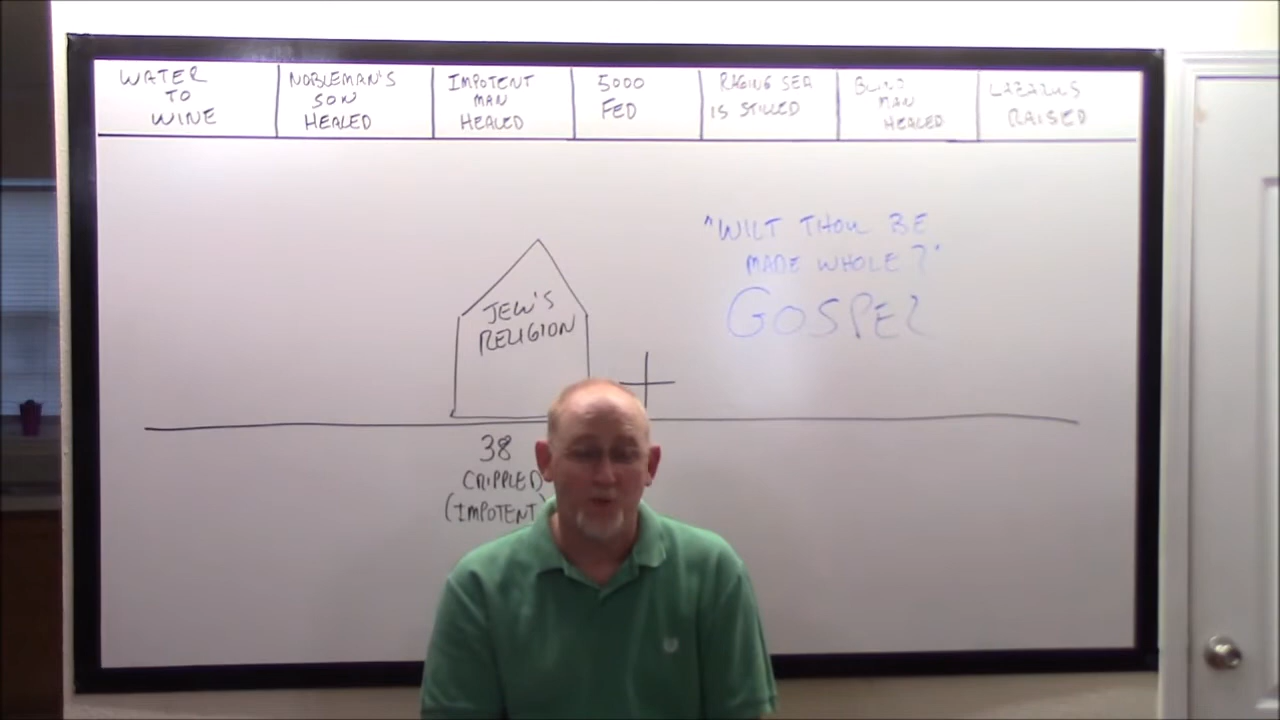 WATER
TO
WINE
NOBLEMAN'S
SON
HEALED
IMPOTENT
MAN
HEALED
5000
FED
RAGING SEA
IS STILLED
BLIND
MAN
HEALED
LAZARUS
RAISED
"WILT THOU BE
MADE WHOLE?"
GOSPEL
JEW'S
RELIGION
38
CRIPPLED
(IMPOTENT)